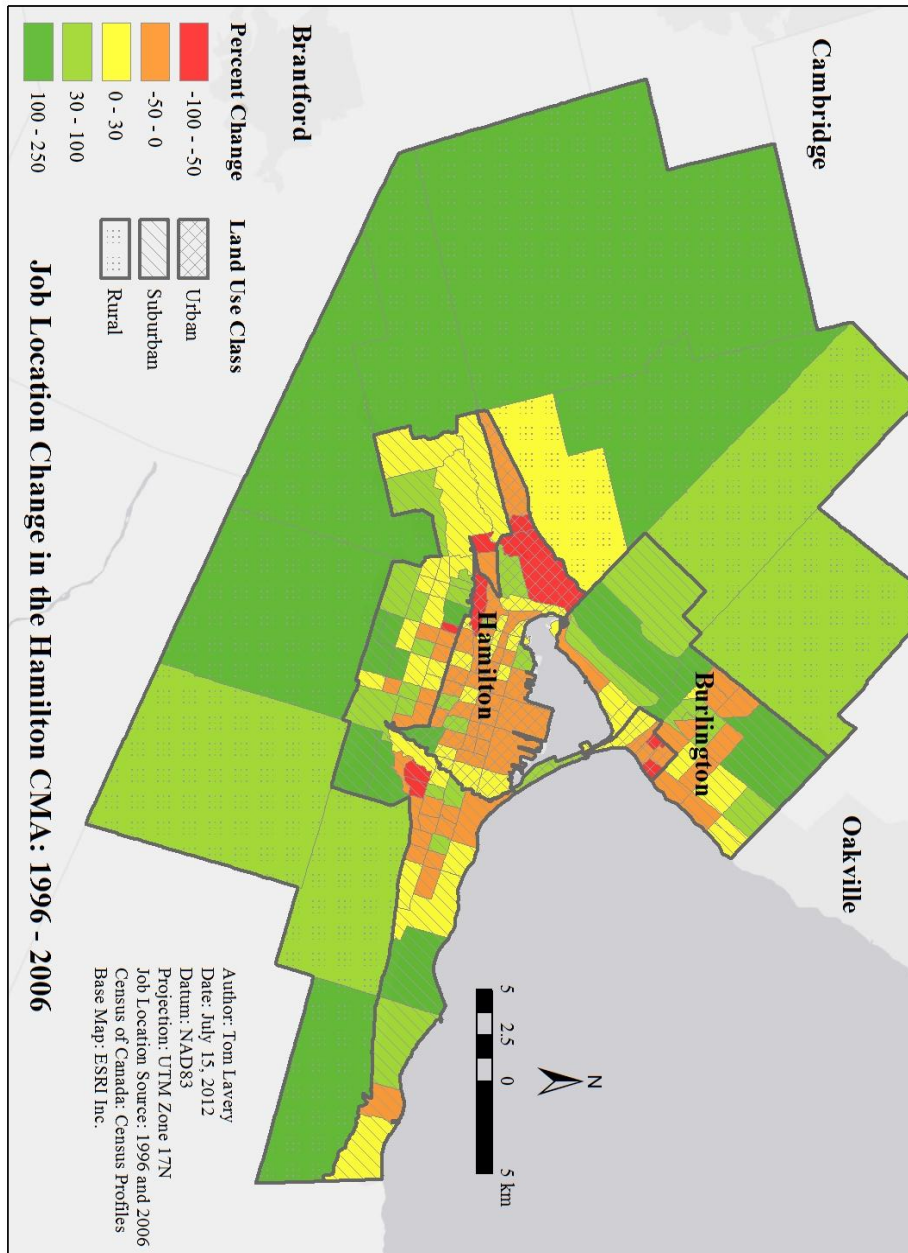 Cambridge
Oakville
Burlington
Brantford
Hamilton
N
5 2.5 0 5 km
Percent Change
-100 - -50
-50 - 0
0 - 30
30 - 100
100 - 250
Land Use Class
Urban
Suburban
Rural
Author: Tom Lavery
Date: July 15, 2012
Datum: NAD83
Projection: UTM Zone 17N
Job Location Source: 1996 and 2006
Census of Canada: Census Profiles
Base Map: ESRI Inc.
Job Location Change in the Hamilton CMA: 1996 - 2006